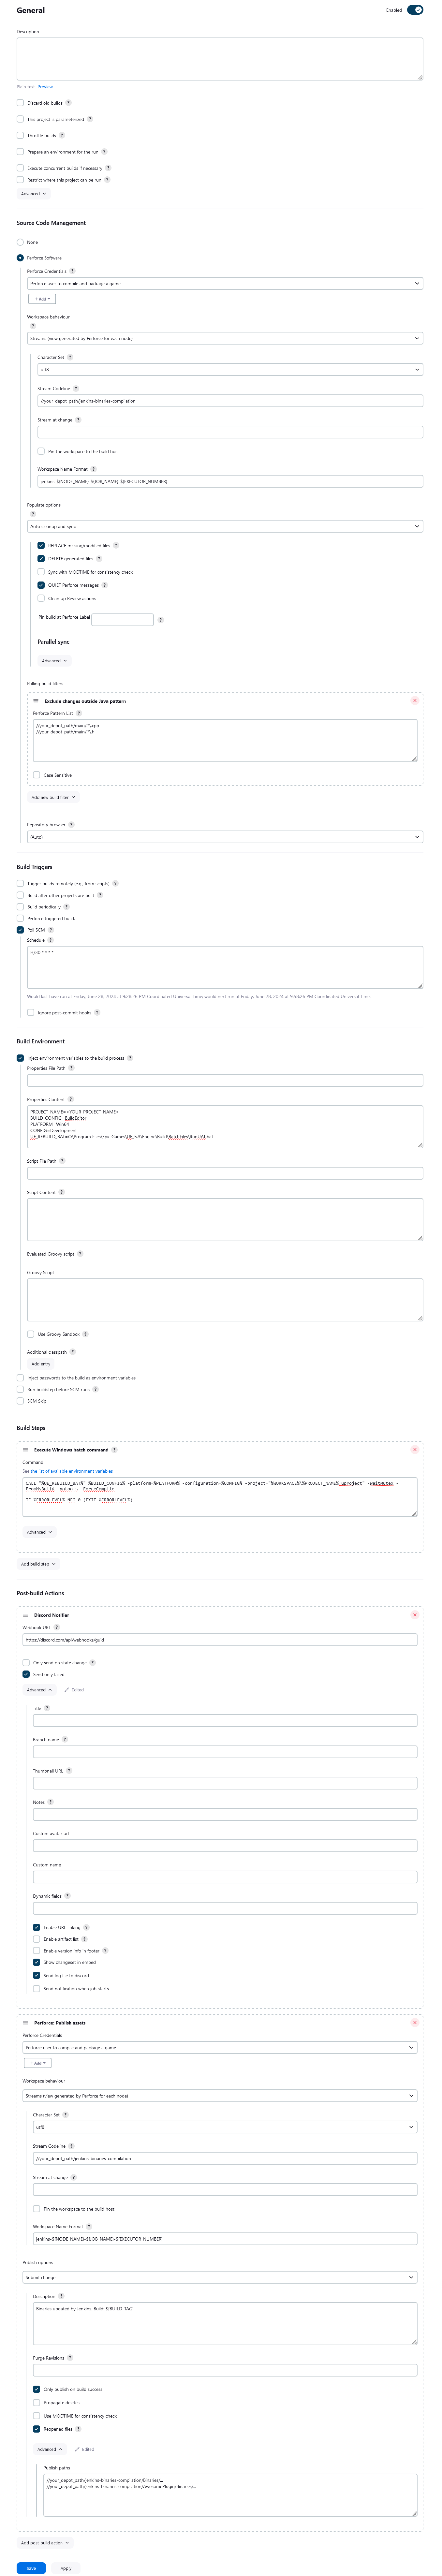 General
Enabled
Description
Plain text Preview
Discard old builds ?
This project is parameterized ?
Throttle builds ?
Prepare an environment for the run ?
Execute concurrent builds if necessary ?
Restrict where this project can be run ?
Advanced
Source Code Management
None
Perforce Software
Perforce Credentials ?
Perforce user to compile and package a game
+ Add
Workspace behaviour
?
Streams (view generated by Perforce for each node)
Character Set ?
utf8
Stream Codeline ?
//your_depot_path/jenkins-binaries-compilation
Stream at change ?
Pin the workspace to the build host
Workspace Name Format ?
jenkins-${NODE_NAME}-${JOB_NAME}-${EXECUTOR_NUMBER}
Populate options
?
Auto cleanup and sync
REPLACE missing/modified files ?
DELETE generated files ?
Sync with MODTIME for consistency check
QUIET Perforce messages ?
Clean up Review actions
Pin build at Perforce Label ?
Parallel sync
Advanced
Polling build filters
Exclude changes outside Java pattern
Perforce Pattern List ?
//your_depot_path/main/.*\.cpp
//your_depot_path/main/.*\.h
Case Sensitive
Add new build filter
Repository browser ?
(Auto)
Build Triggers
Trigger builds remotely (e.g., from scripts) ?
Build after other projects are built ?
Build periodically ?
Perforce triggered build.
Poll SCM ?
Schedule ?
H/30 * * * *
Would last have run at Friday, June 28, 2024 at 9:28:26 PM Coordinated Universal Time; would next run at Friday, June 28, 2024 at 9:58:26 PM Coordinated Universal Time.
Ignore post-commit hooks ?
Build Environment
Inject environment variables to the build process ?
Properties File Path ?
Properties Content ?
PROJECT_NAME=<YOUR_PROJECT_NAME>
BUILD_CONFIG=BuildEditor
PLATFORM=Win64
CONFIG=Development
UE_REBUILD_BAT=C:\Program Files\Epic Games\UE_5.3\Engine\Build\BatchFiles\RunUAT.bat
Script File Path ?
Script Content ?
Evaluated Groovy script ?
Groovy Script
Use Groovy Sandbox ?
Additional classpath ?
Add entry
Inject passwords to the build as environment variables
Run buildstep before SCM runs ?
SCM Skip
Build Steps
Execute Windows batch command ?
Command
See the list of available environment variables
CALL "%UE_REBUILD_BAT%" %BUILD_CONFIG% -platform=%PLATFORM% -configuration=%CONFIG% -project="%WORKSPACE%\%PROJECT_NAME%.uproject" -WaitMutex -
FromMsBuild -notools -ForceCompile
IF %ERRORLEVEL% NEQ 0 (EXIT %ERRORLEVEL%)
Advanced
Add build step
Post-build Actions
Discord Notifier
Webhook URL ?
https://discord.com/api/webhooks/guid
Only send on state change ?
Send only failed
Advanced Edited
Title ?
Branch name ?
Thumbnail URL ?
Notes ?
Custom avatar url
Custom name
Dynamic fields ?
Enable URL linking ?
Enable artifact list ?
Enable version info in footer ?
Show changeset in embed
Send log file to discord
Send notification when job starts
Perforce: Publish assets
Perforce Credentials
Perforce user to compile and package a game
+ Add
Workspace behaviour
Streams (view generated by Perforce for each node)
Character Set ?
utf8
Stream Codeline ?
//your_depot_path/jenkins-binaries-compilation
Stream at change ?
Pin the workspace to the build host
Workspace Name Format ?
jenkins-${NODE_NAME}-${JOB_NAME}-${EXECUTOR_NUMBER}
Publish options
Submit change
Description ?
Binaries updated by Jenkins. Build: ${BUILD_TAG}
Purge Revisions ?
Only publish on build success
Propagate deletes
Use MODTIME for consistency check
Reopened files ?
Advanced Edited
Publish paths
//your_depot_path/jenkins-binaries-compilation/Binaries/...
//your_depot_path/jenkins-binaries-compilation/AwesomePlugin/Binaries/...
Add post-build action
Save Apply